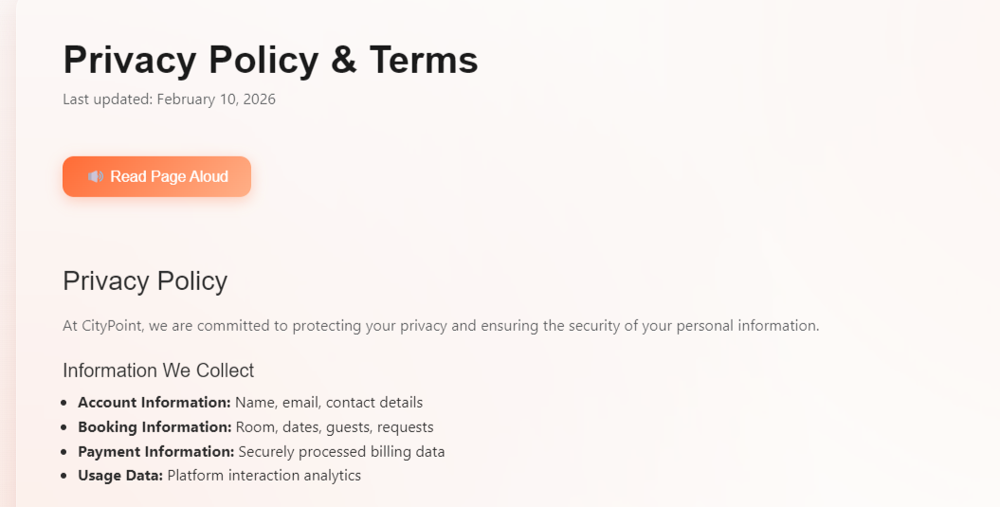 Privacy Policy & Terms
Last updated: February 10, 2026
🔊 Read Page Aloud
Privacy Policy
At CityPoint, we are committed to protecting your privacy and ensuring the security of your personal information.
Information We Collect
• Account Information: Name, email, contact details
• Booking Information: Room, dates, guests, requests
• Payment Information: Securely processed billing data
• Usage Data: Platform interaction analytics